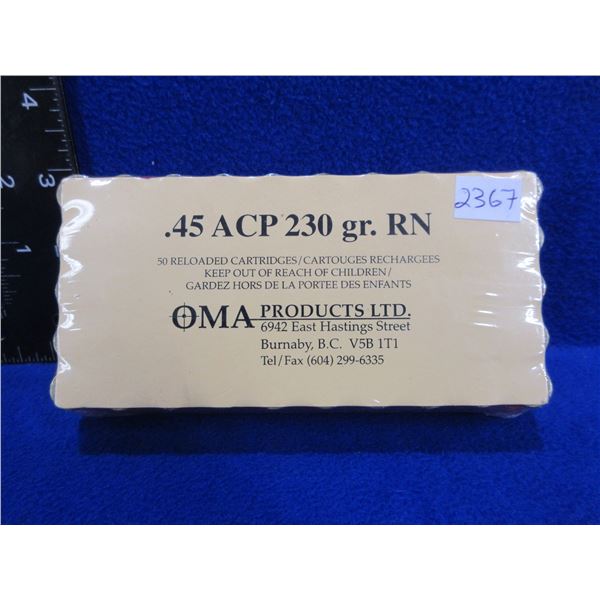 .45 ACP 230 gr. RN
2367
50 RELOADED CARTRIDGES/CARTOUGES RECHARGEES
KEEP OUT OF REACH OF CHILDREN/
GARDEZ HORS DE LA PORTEE DES ENFANTS
OMA PRODUCTS LTD.
6942 East Hastings Street
Burnaby, B.C. V5B 1T1
Tel/Fax (604) 299-6335
4
3
2
1